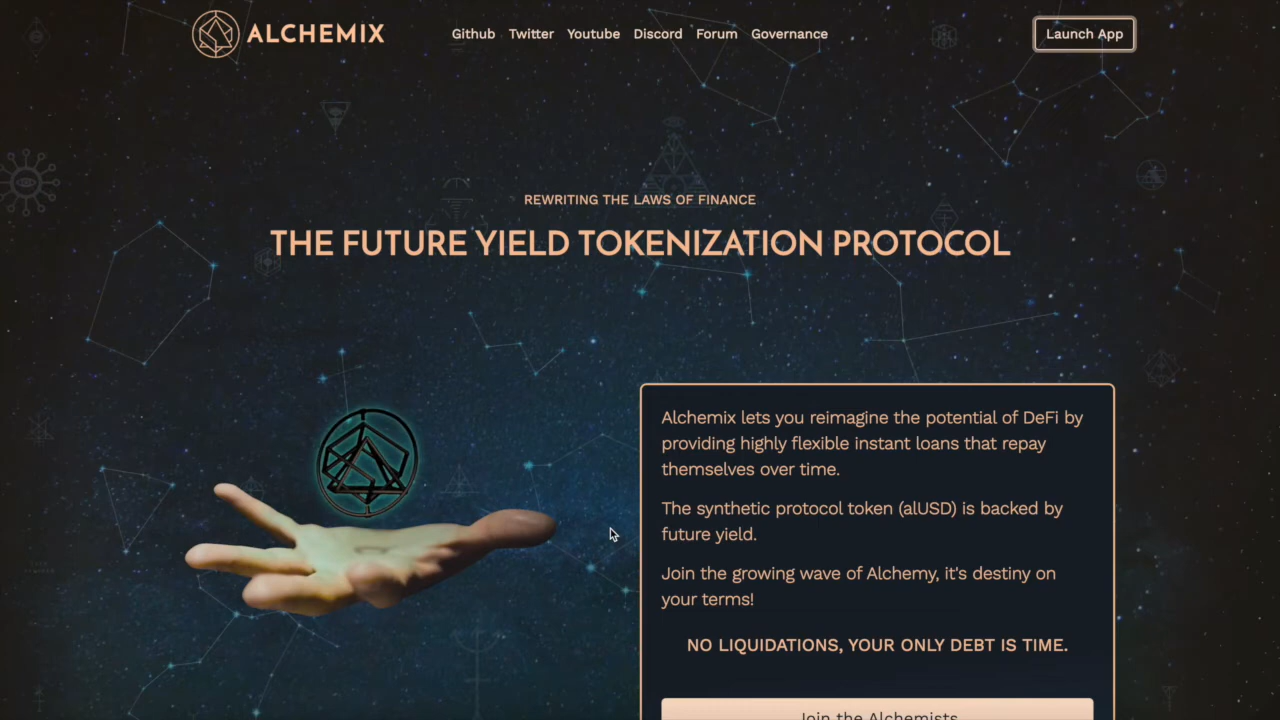 ALCHEMIX
Github Twitter Youtube Discord Forum Governance
Launch App
REWRITING THE LAWS OF FINANCE
THE FUTURE YIELD TOKENIZATION PROTOCOL
Alchemix lets you reimagine the potential of DeFi by
providing highly flexible instant loans that repay
themselves over time.
The synthetic protocol token (alUSD) is backed by
future yield.
Join the growing wave of Alchemy, it's destiny on
your terms!
NO LIQUIDATIONS, YOUR ONLY DEBT IS TIME.
Join the Alchemists